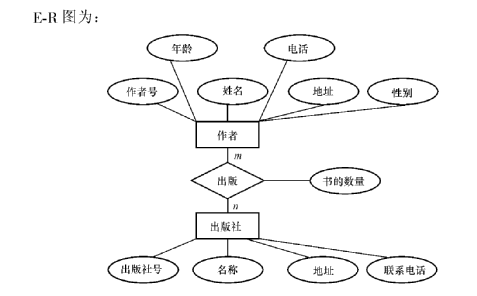 E-R 图为：
年龄
电话
作者号
姓名
地址
性别
作者
m
出版
书的数量
n
出版社
出版社号
名称
地址
联系电话